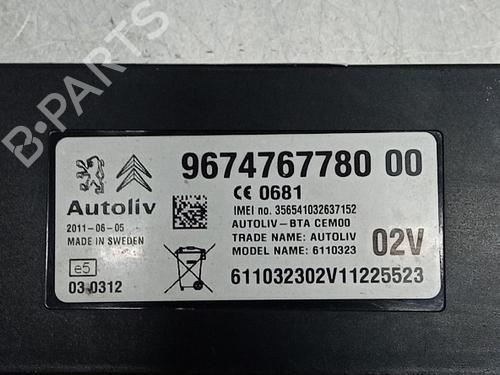 B-PARTS
9674767780 00
CE 0681
Autoliv
IMEI no. 356541032637152
2011-06-05
MADE IN SWEDEN
AUTOLIV-BTA CEM00
TRADE NAME: AUTOLIV
MODEL NAME: 6110323
02V
e5
03 0312
611032302V11225523